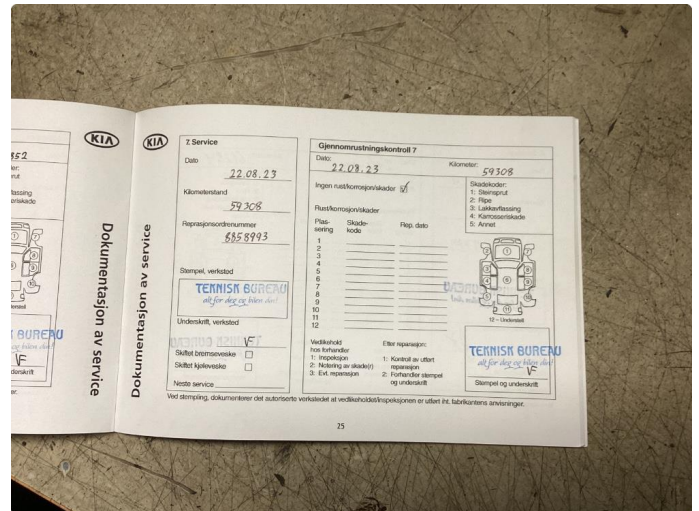 352
KIA
Dokumentasjon av service
KIA
Dokumentasjon av service
7. Service
Dato
22.08.23
Kilometerstand
59308
Reprasjonsordrenummer
8858993
Stempel, verksted
TEKNISK BUREAU
alt for deg og bilen din!
Underskrift, verksted
VF
Skiftet bremsevæske
Skiftet kjølevæske
Neste service
Gjennomrustningskontroll 7
Dato:
22.08.23
Kilometer:
59308
Ingen rust/korrosjon/skader
Skadekoder:
1: Steinsprut
2: Ripe
3: Lakkavflassing
4: Karrosseriskade
5: Annet
Rust/korrosjon/skader
Plas-
sering
Skade-
kode
Rep. dato
1
2
3
4
5
6
7
8
9
10
11
12
12 – Understell
Vedlikehold
hos forhandler
1: Inspeksjon
2: Notering av skade(r)
3: Evt. reparasjon
Etter reparasjon:
1: Kontroll av utført
reparasjon
2: Forhandler stempel
og underskrift
TEKNISK BUREAU
alt for deg og bilen din!
VF
Stempel og underskrift
Ved stempling, dokumenterer det autoriserte verkstedet at vedlikeholdet/inspeksjonen er utført iht. fabrikantens anvisninger.
25